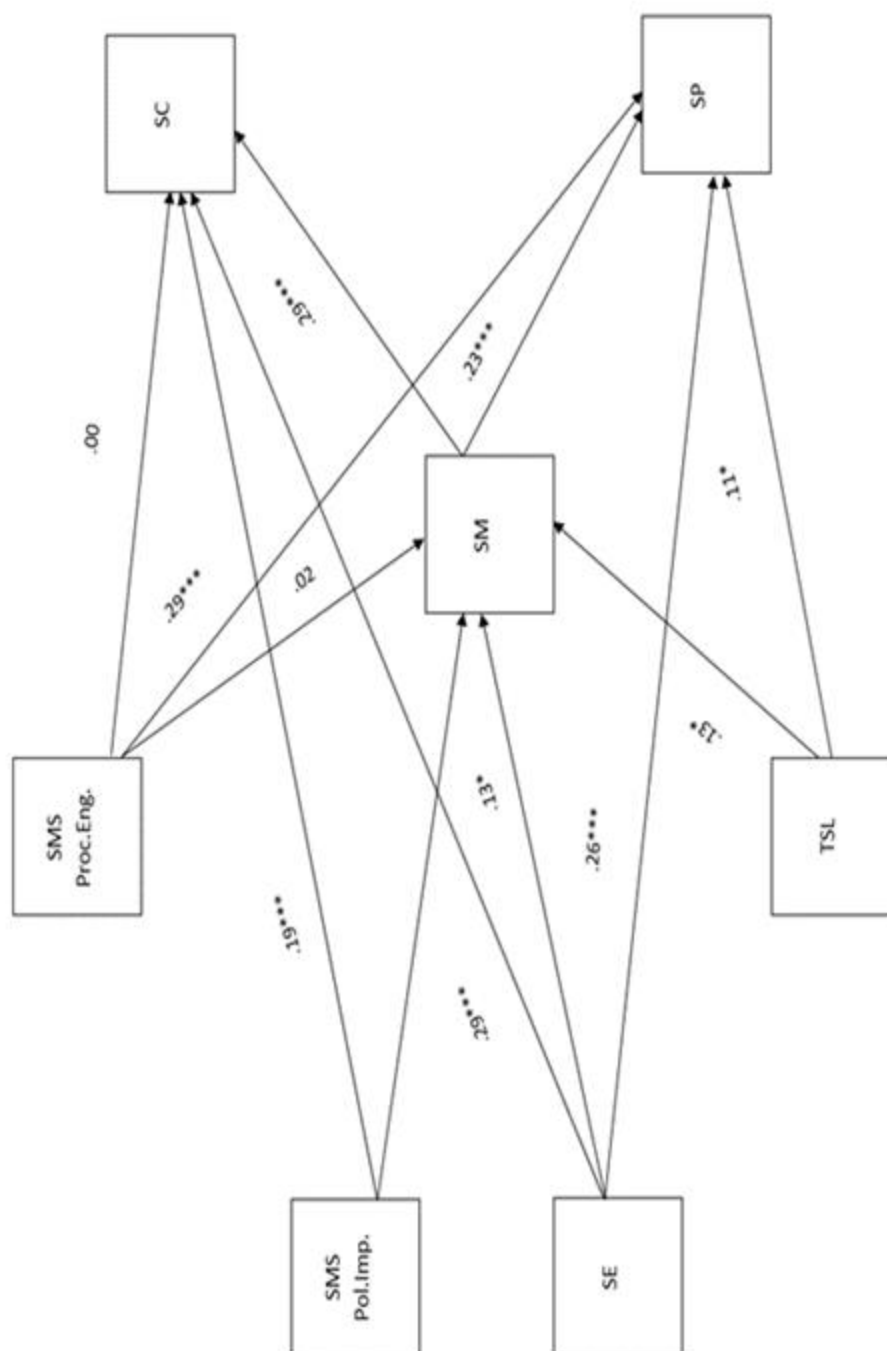 SMS
Proc.Eng.
.00
SC
.29***
.19***
.29***
.02
SMS
Pol.Imp.
.29***
.13*
SM
.23***
SE
.26***
SP
.13*
.11*
TSL